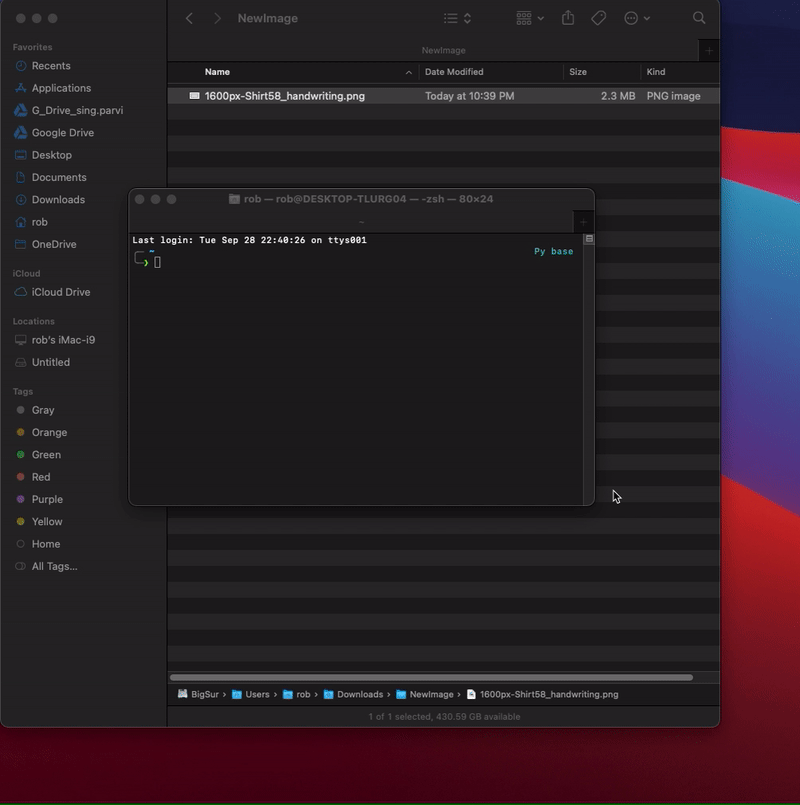 NewImage
Favorites
Recents
Applications
G_Drive_sing.parvi
Google Drive
Desktop
Documents
Downloads
rob
OneDrive
iCloud
iCloud Drive
Locations
rob's iMac-i9
Untitled
Tags
Gray
Orange
Green
Red
Purple
Yellow
Home
All Tags...
NewImage
Name Date Modified Size Kind
1600px-Shirt58_handwriting.png Today at 10:39 PM 2.3 MB PNG image
rob — rob@DESKTOP-TLURG04 — -zsh — 80×24
~
Last login: Tue Sep 28 22:40:26 on ttys001
~ Py base
❯
BigSur › Users › rob › Downloads › NewImage › 1600px-Shirt58_handwriting.png
1 of 1 selected, 430.59 GB available